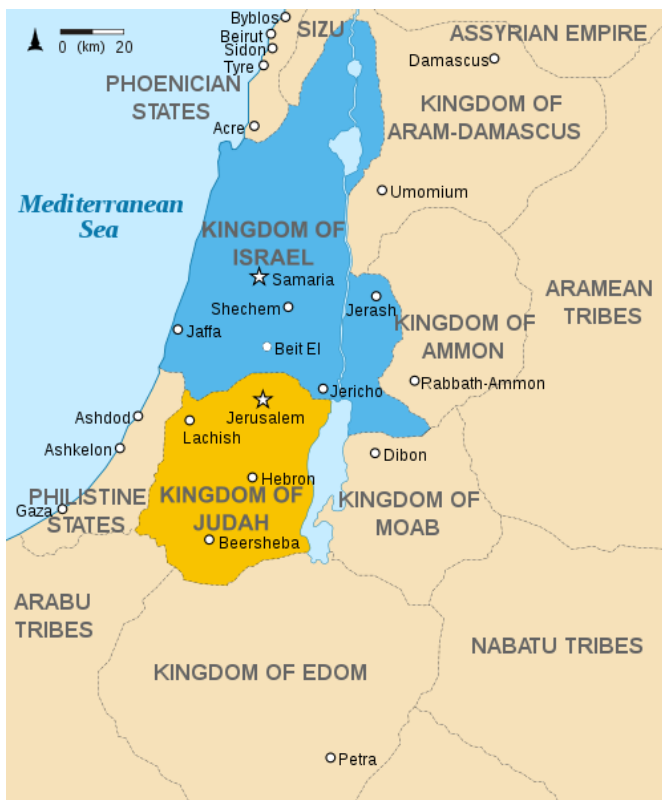 Byblos
Beirut
Sidon
Tyre
SIZU
ASSYRIAN EMPIRE
Damascus
0 (km) 20
PHOENICIAN
STATES
KINGDOM OF
ARAM-DAMASCUS
Acre
Umomium
Mediterranean
Sea
KINGDOM OF
ISRAEL
Samaria
Shechem
Jerash
ARAMEAN
TRIBES
Jaffa
KINGDOM OF
AMMON
Beit El
Rabbath-Ammon
Jericho
Ashdod
Jerusalem
Lachish
Ashkelon
Dibon
Hebron
PHILISTINE
STATES
Gaza
KINGDOM OF
JUDAH
KINGDOM OF
MOAB
Beersheba
ARABU
TRIBES
NABATU TRIBES
KINGDOM OF EDOM
Petra